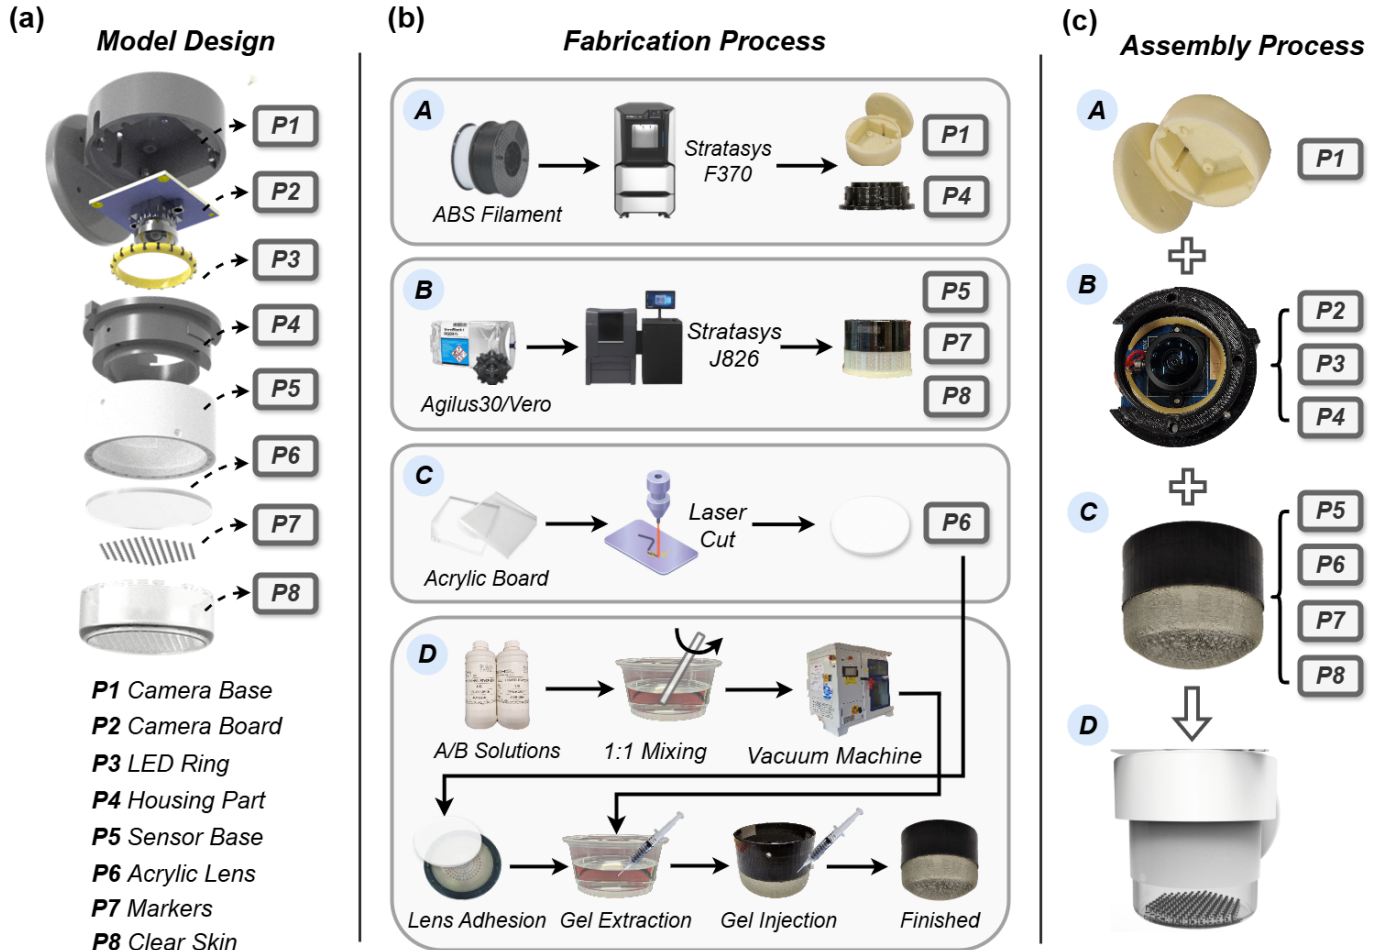 (a)
Model Design
P1
P2
P3
P4
P5
P6
P7
P8
P1 Camera Base
P2 Camera Board
P3 LED Ring
P4 Housing Part
P5 Sensor Base
P6 Acrylic Lens
P7 Markers
P8 Clear Skin
(b)
Fabrication Process
A
ABS Filament
Stratasys
F370
P1
P4
B
Agilus30/Vero
Stratasys
J826
P5
P7
P8
C
Acrylic Board
Laser
Cut
P6
D
A/B Solutions
1:1 Mixing
Vacuum Machine
Lens Adhesion
Gel Extraction
Gel Injection
Finished
(c)
Assembly Process
A
P1
B
P2
P3
P4
C
P5
P6
P7
P8
D